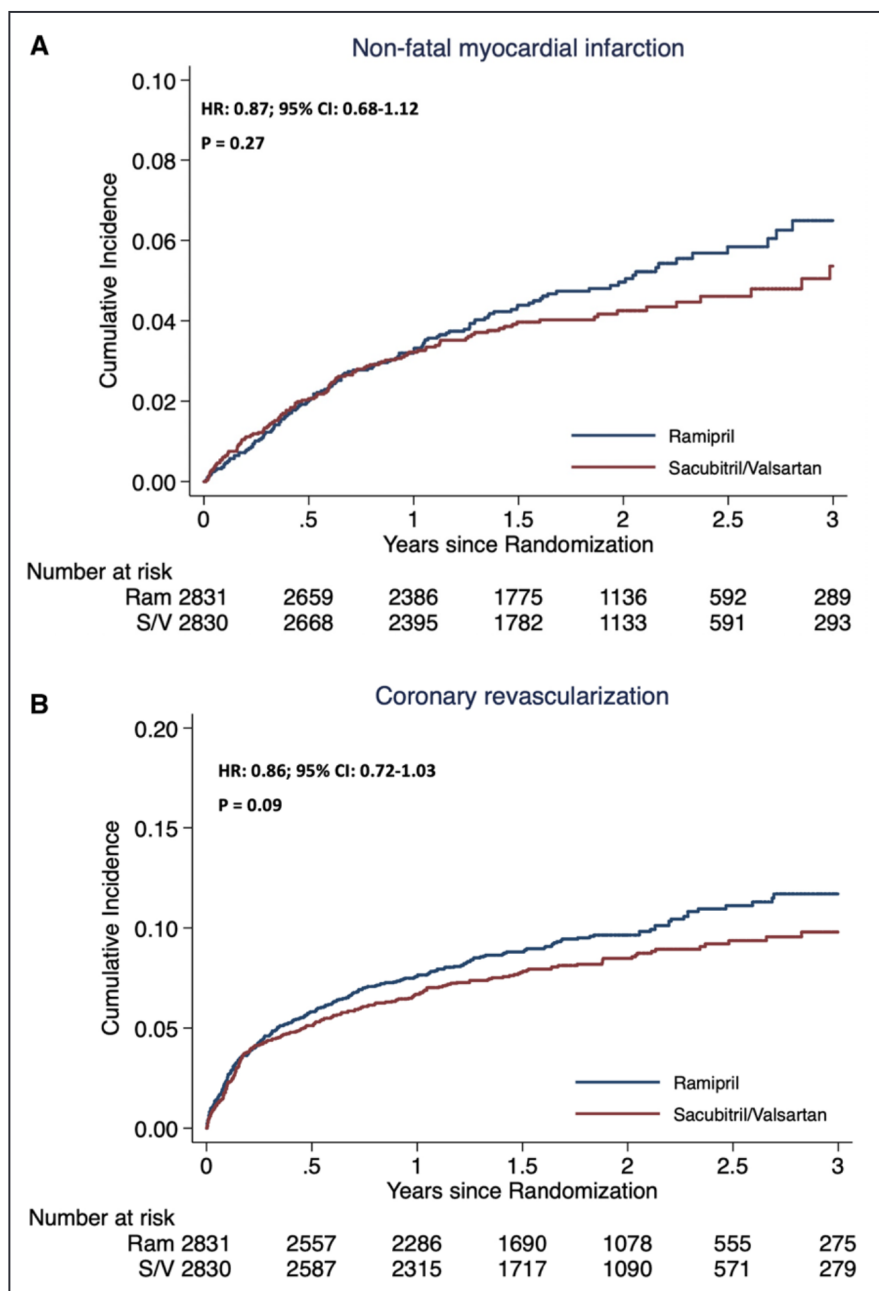 A
Non-fatal myocardial infarction
HR: 0.87; 95% CI: 0.68-1.12
P = 0.27
0.10
0.08
0.06
0.04
0.02
0.00
Cumulative Incidence
Ramipril
Sacubitril/Valsartan
0 .5 1 1.5 2 2.5 3
Years since Randomization
Number at risk
Ram 2831 2659 2386 1775 1136 592 289
S/V 2830 2668 2395 1782 1133 591 293
B
Coronary revascularization
HR: 0.86; 95% CI: 0.72-1.03
P = 0.09
0.20
0.15
0.10
0.05
0.00
Cumulative Incidence
Ramipril
Sacubitril/Valsartan
0 .5 1 1.5 2 2.5 3
Years since Randomization
Number at risk
Ram 2831 2557 2286 1690 1078 555 275
S/V 2830 2587 2315 1717 1090 571 279